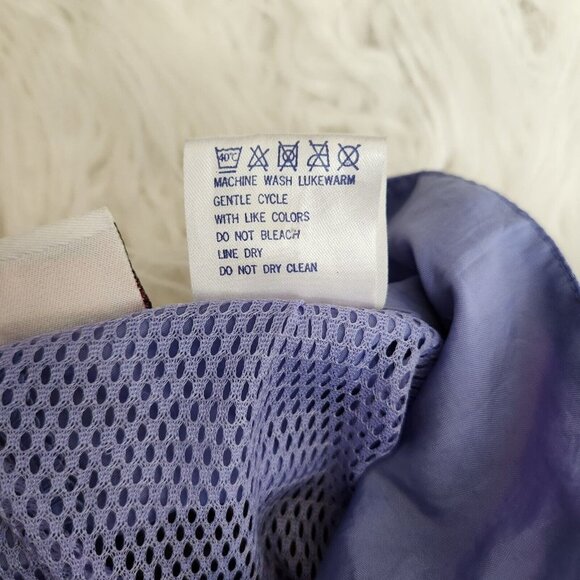 40°C
MACHINE WASH LUKEWARM
GENTLE CYCLE
WITH LIKE COLORS
DO NOT BLEACH
LINE DRY
DO NOT DRY CLEAN